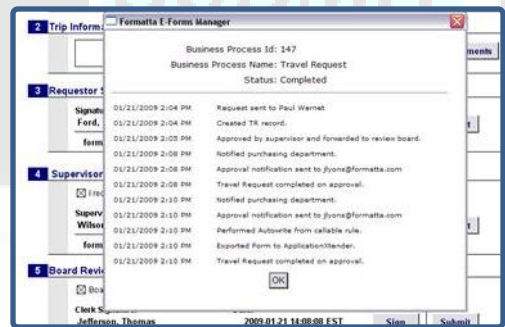 2 Trip Inform
Formatta E-Forms Manager
Business Process Id: 147
Business Process Name: Travel Request
Status: Completed
ments
3 Requestor S
Signatu
Ford,
form
t
01/21/2009 2:04 PM Request sent to Paul Wernet
01/21/2009 2:04 PM Created TR record.
01/21/2009 2:05 PM Approved by supervisor and forwarded to review board.
01/21/2009 2:08 PM Notified purchasing department.
01/21/2009 2:08 PM Approval notification sent to jlyons@formatta.com
01/21/2009 2:08 PM Travel Request completed on approval.
01/21/2009 2:10 PM Notified purchasing department.
01/21/2009 2:10 PM Approval notification sent to jlyons@formatta.com
01/21/2009 2:10 PM Performed Autowrite from callable rule.
01/21/2009 2:10 PM Exported Form to ApplicationXtender.
01/21/2009 2:10 PM Travel Request completed on approval.
OK
4 Supervisor
I rec
Superv
Wilso
form
t
5 Board Revie
Boa
Clerk S
Jefferson, Thomas 2009-01-21 14:08:08 EST Sign Submit